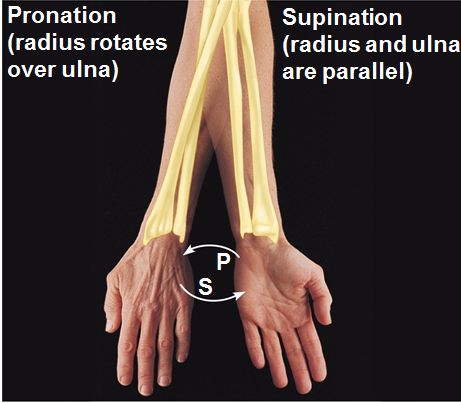 Pronation
(radius rotates
over ulna)
Supination
(radius and ulna
are parallel)
P
S